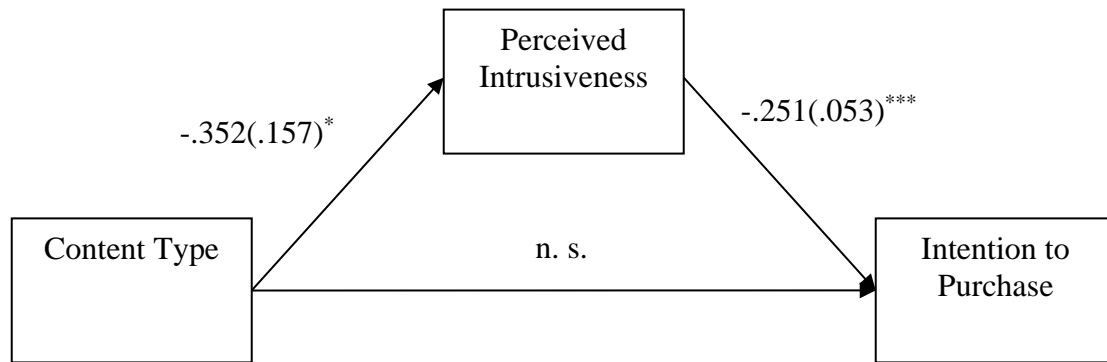 Perceived
Intrusiveness
-.352(.157)*
-.251(.053)***
Content Type
n. s.
Intention to
Purchase